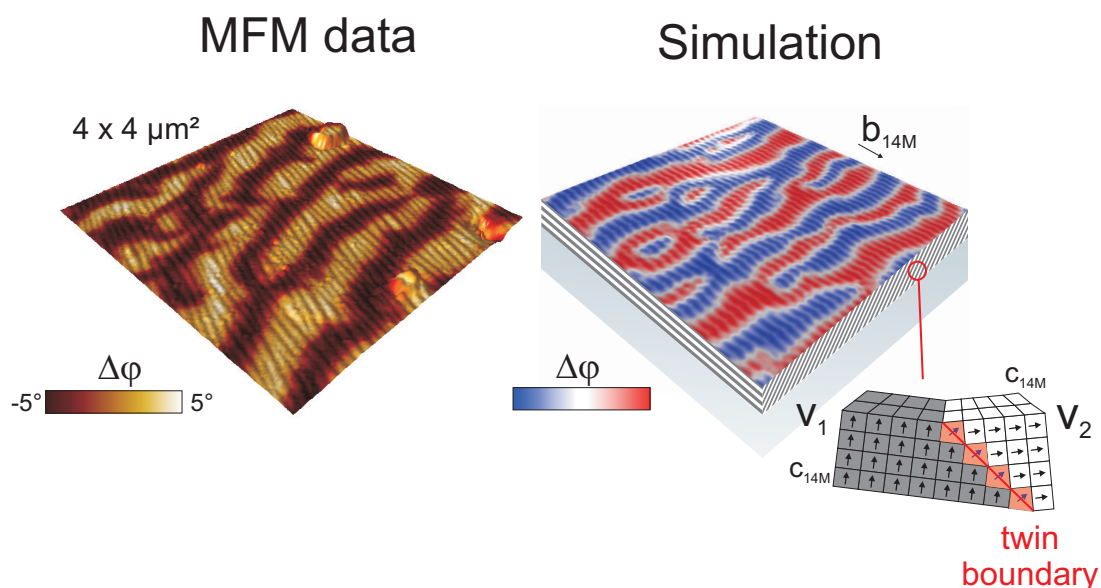 MFM data
Simulation
4 x 4 µm²
b14M
Δφ
-5°
5°
Δφ
c14M
V1
V2
c14M
twin
boundary